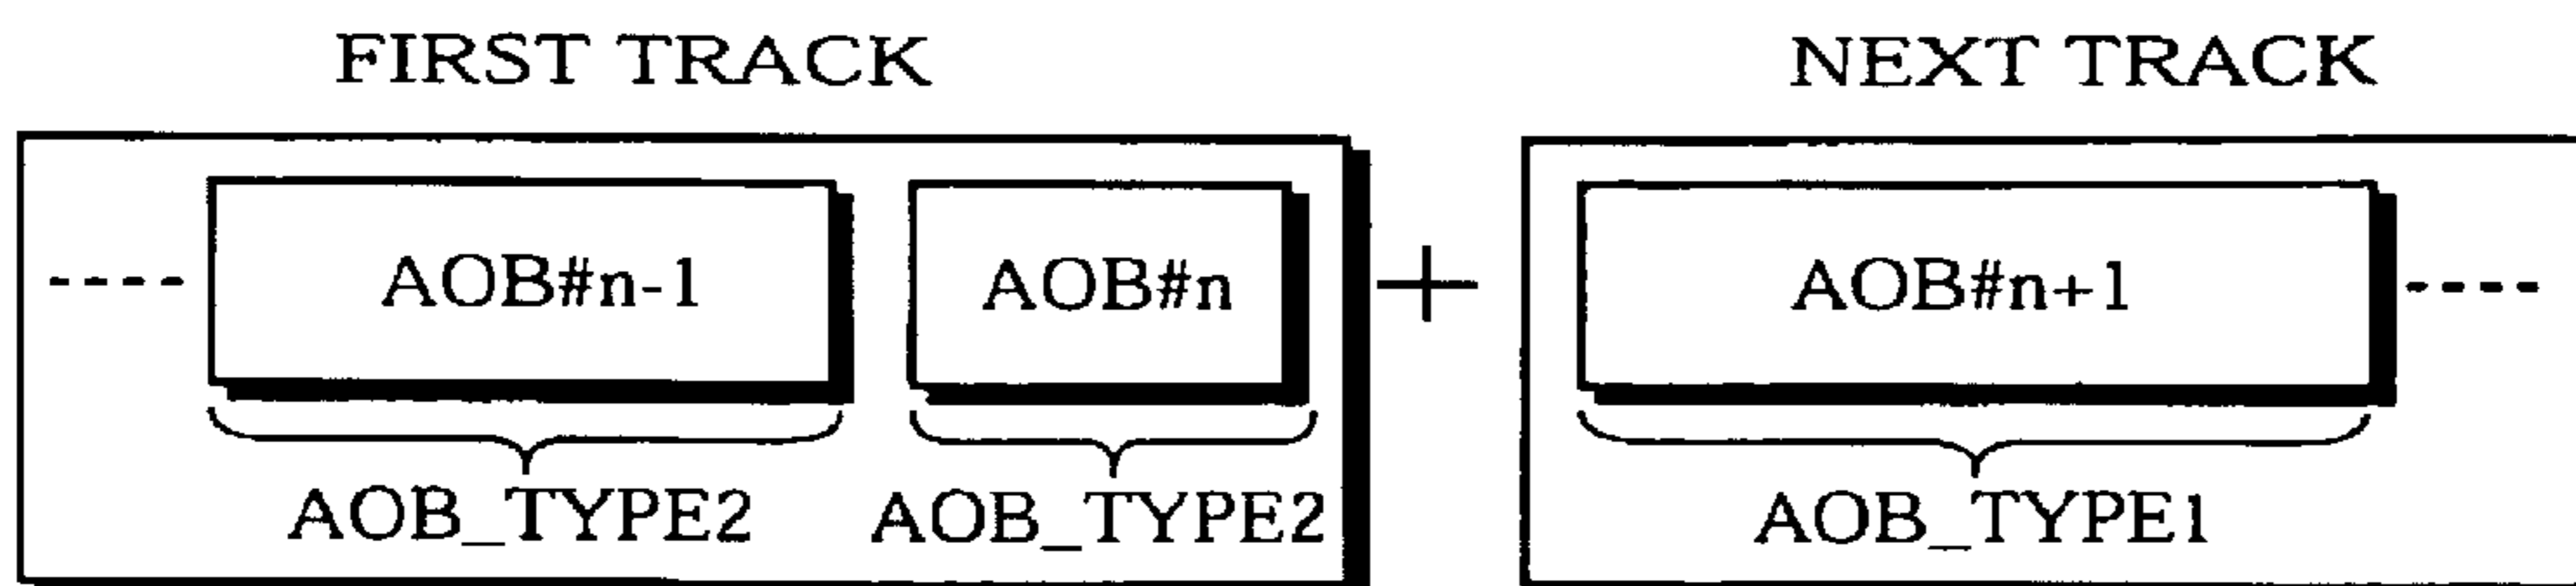 FIRST TRACK
NEXT TRACK
---- AOB#n-1 AOB#n + AOB#n+1 ----
AOB_TYPE2 AOB_TYPE2 AOB_TYPE1